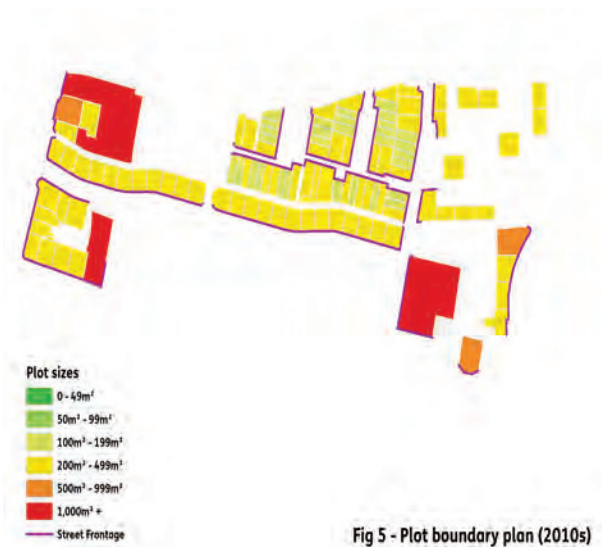 Plot sizes
0 - 49m²
50m² - 99m²
100m² - 199m²
200m² - 499m²
500m² - 999m²
1,000m² +
Street Frontage
Fig 5 - Plot boundary plan (2010s)